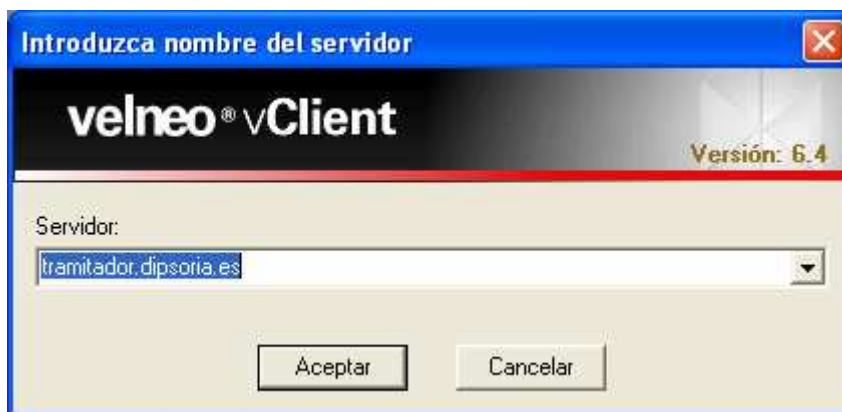 Introduzca nombre del servidor
velneo® vClient
Versión: 6.4
Servidor:
tramitador.dipsoria.es
Aceptar Cancelar